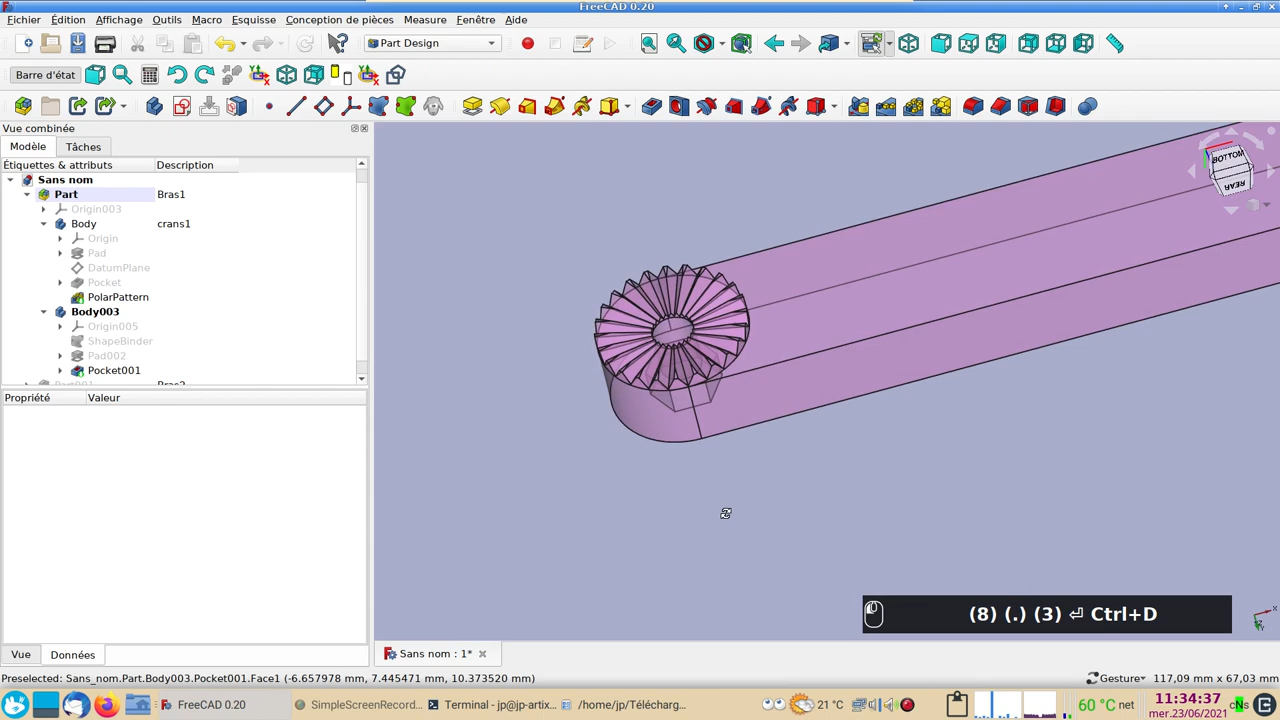 FreeCAD 0.20
Fichier Édition Affichage Outils Macro Esquisse Conception de pièces Mesure Fenêtre Aide
Part Design
Barre d'état
Vue combinée
Modèle Tâches
Étiquettes & attributs Description
Sans nom
Part Bras1
Origin003
Body crans1
Origin
Pad
DatumPlane
Pocket
PolarPattern
Body003
Origin005
ShapeBinder
Pad002
Pocket001
Part001 Bras2
Propriété Valeur
BOTTOM
REAR
(8) (.) (3) ⏎ Ctrl+D
Vue Données
Sans nom : 1*
Preselected: Sans_nom.Part.Body003.Pocket001.Face1 (-6.657978 mm, 7.445471 mm, 10.373520 mm)
Gesture 117,09 mm x 67,03 mm
FreeCAD 0.20 SimpleScreenRecord... Terminal - jp@jp-artix... /home/jp/Télécharg... 21 °C 60 °C net 11:34:37
mer.23/06/2021